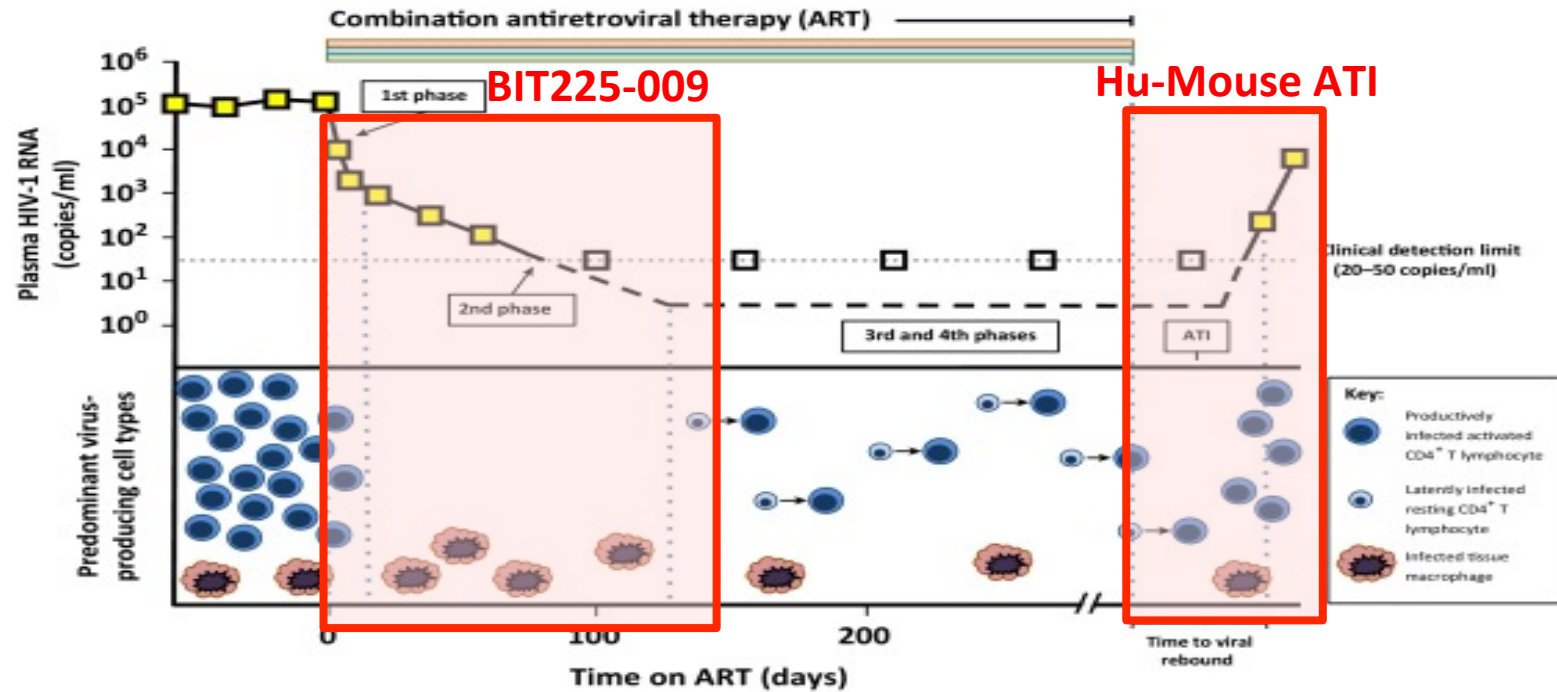 Combination antiretroviral therapy (ART)
BIT225-009
Hu-Mouse ATI
Plasma HIV-1 RNA
(copies/ml)
10⁶
10⁵
10⁴
10³
10²
10¹
10⁰
1st phase
2nd phase
3rd and 4th phases
ATI
Clinical detection limit
(20–50 copies/ml)
Predominant virus-
producing cell types
Key:
Productively
infected activated
CD4⁺ T lymphocyte
Latently infected
resting CD4⁺ T
lymphocyte
Infected tissue
macrophage
0
100
200
Time to viral
rebound
Time on ART (days)